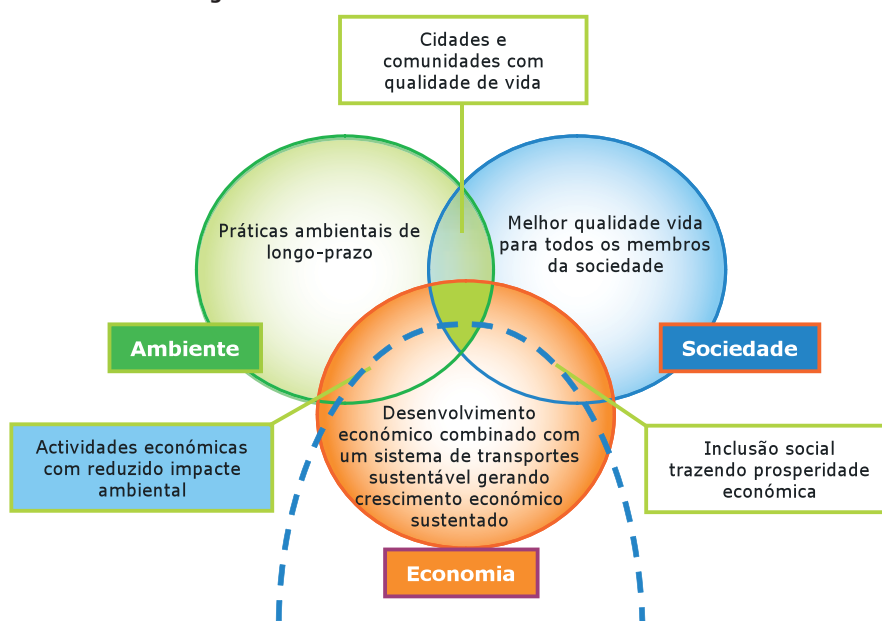 Cidades e
comunidades com
qualidade de vida
Práticas ambientais de
longo-prazo
Melhor qualidade vida
para todos os membros
da sociedade
Ambiente
Sociedade
Actividades económicas
com reduzido impacte
ambiental
Desenvolvimento
económico combinado com
um sistema de transportes
sustentável gerando
crescimento económico
sustentado
Inclusão social
trazendo prosperidade
económica
Economia